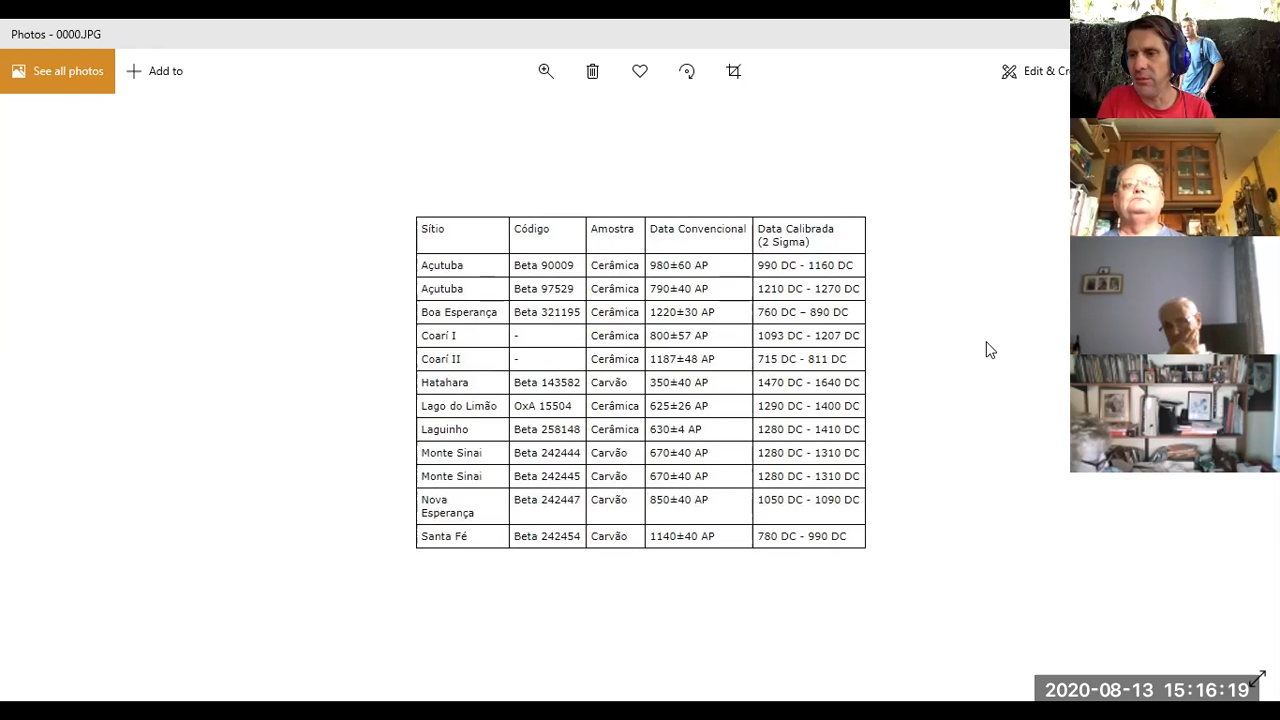 Photos - 0000.JPG
See all photos
Add to
Edit & Cr
Sítio Código Amostra Data Convencional Data Calibrada
(2 Sigma)
Açutuba Beta 90009 Cerâmica 980±60 AP 990 DC - 1160 DC
Açutuba Beta 97529 Cerâmica 790±40 AP 1210 DC - 1270 DC
Boa Esperança Beta 321195 Cerâmica 1220±30 AP 760 DC – 890 DC
Coarí I - Cerâmica 800±57 AP 1093 DC - 1207 DC
Coarí II - Cerâmica 1187±48 AP 715 DC - 811 DC
Hatahara Beta 143582 Carvão 350±40 AP 1470 DC - 1640 DC
Lago do Limão OxA 15504 Cerâmica 625±26 AP 1290 DC - 1400 DC
Laguinho Beta 258148 Cerâmica 630±4 AP 1280 DC - 1410 DC
Monte Sinai Beta 242444 Carvão 670±40 AP 1280 DC - 1310 DC
Monte Sinai Beta 242445 Carvão 670±40 AP 1280 DC - 1310 DC
Nova Beta 242447 Carvão 850±40 AP 1050 DC - 1090 DC
Esperança
Santa Fé Beta 242454 Carvão 1140±40 AP 780 DC - 990 DC
2020-08-13 15:16:19